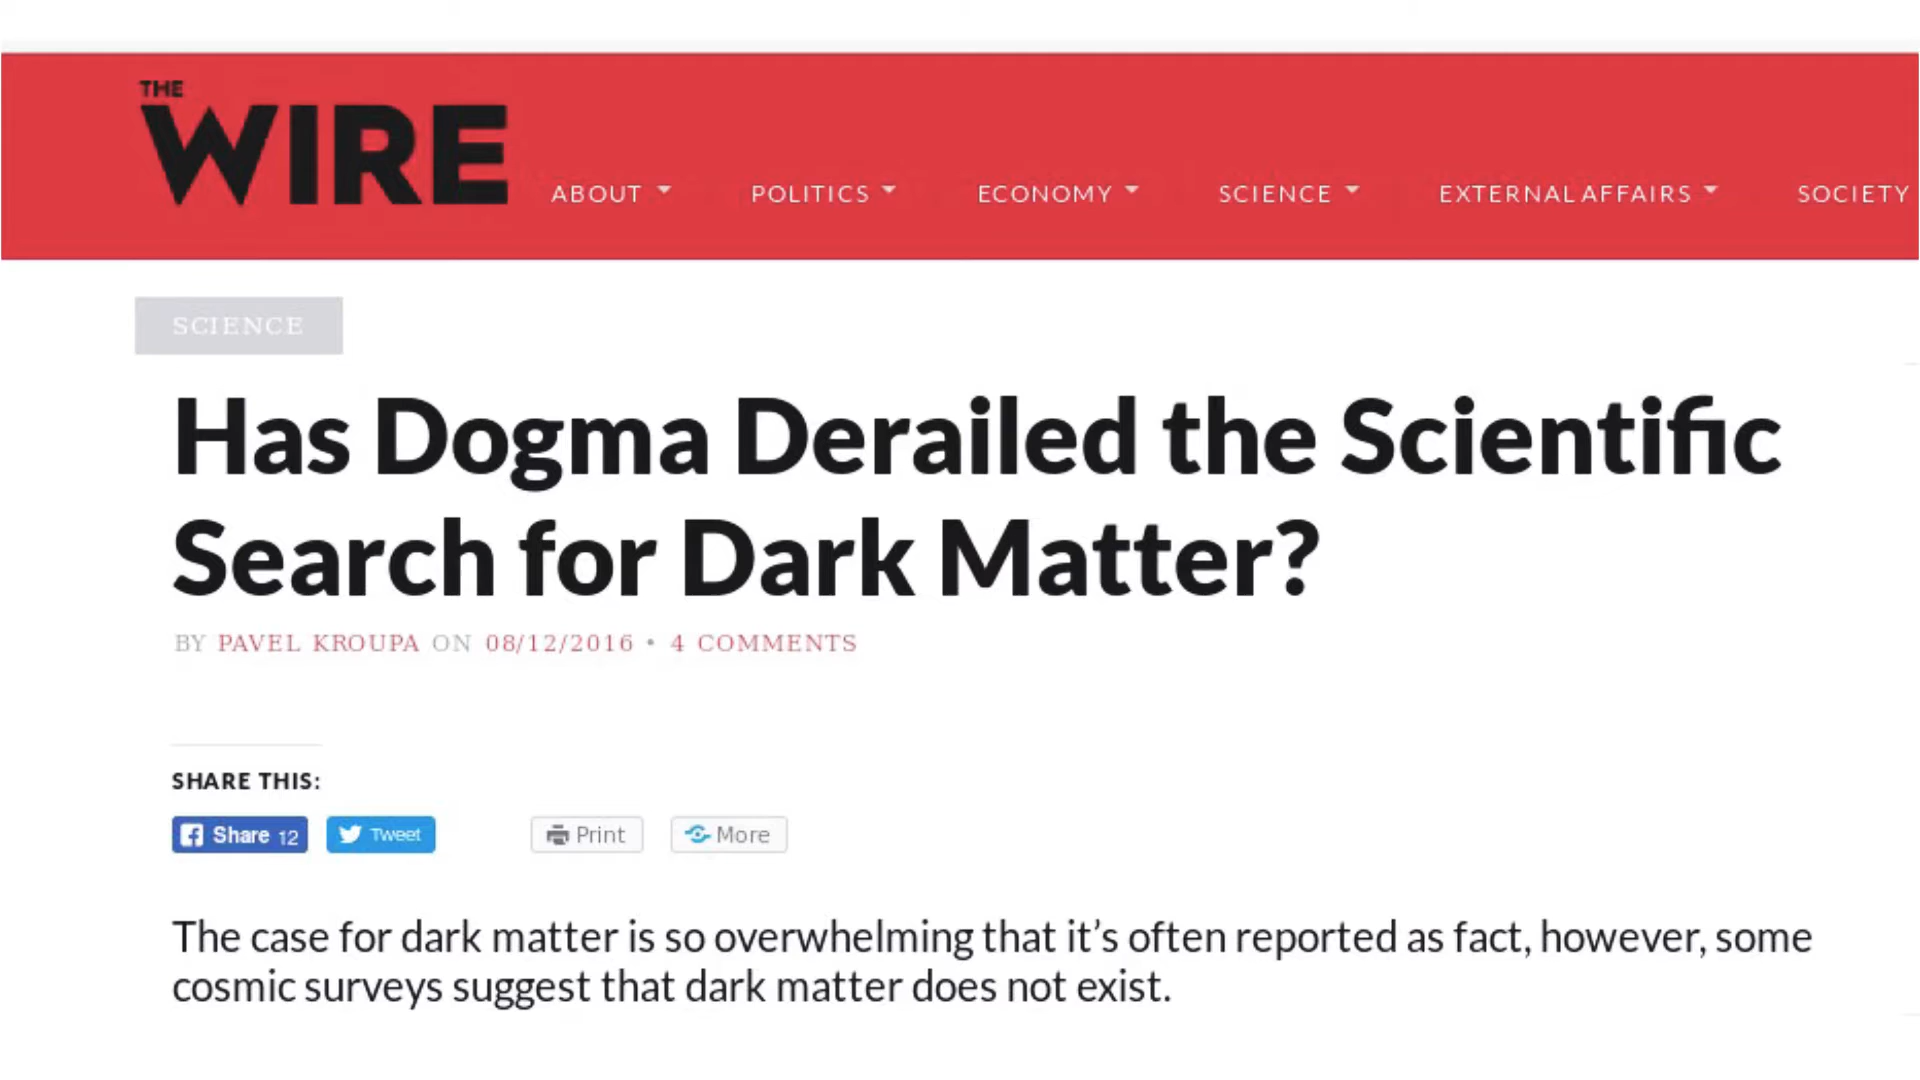 THE
WIRE
ABOUT POLITICS ECONOMY SCIENCE EXTERNAL AFFAIRS SOCIETY
SCIENCE
Has Dogma Derailed the Scientific
Search for Dark Matter?
BY PAVEL KROUPA ON 08/12/2016 • 4 COMMENTS
SHARE THIS:
Share 12 Tweet Print More
The case for dark matter is so overwhelming that it’s often reported as fact, however, some
cosmic surveys suggest that dark matter does not exist.